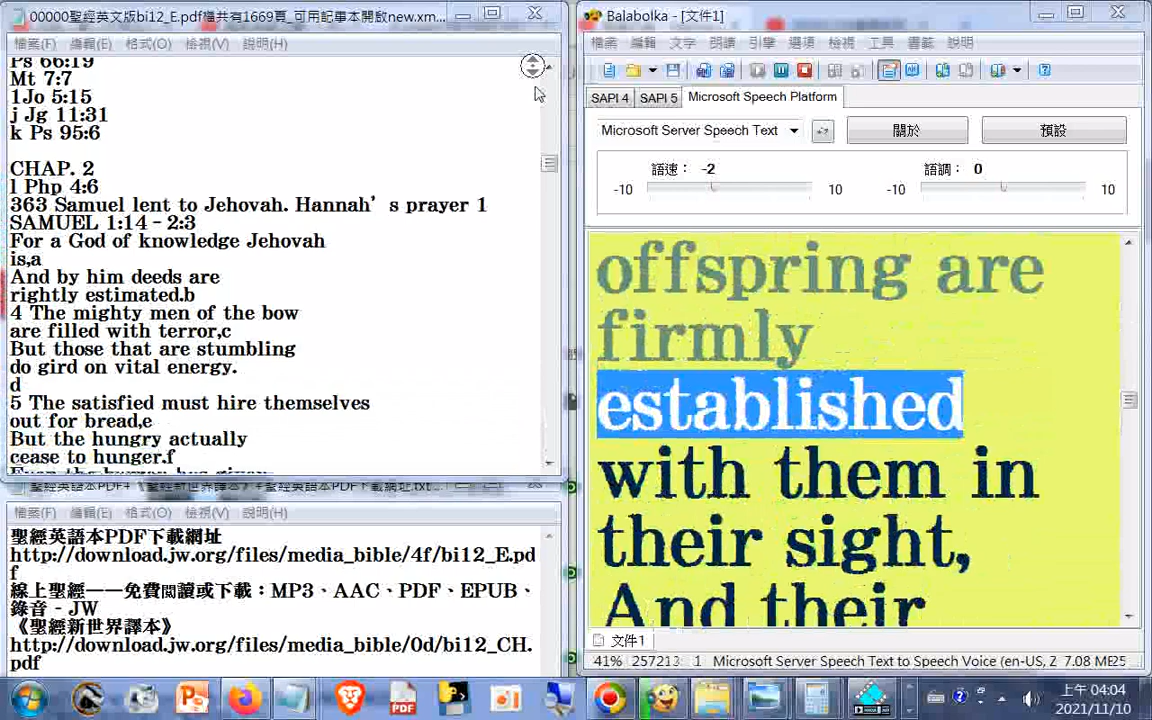 00000聖經英文版bi12_E.pdf檔共有1669頁_可用記事本開啟new.xm...
檔案(F) 編輯(E) 格式(O) 檢視(V) 說明(H)
Ps 66:19
Mt 7:7
1Jo 5:15
j Jg 11:31
k Ps 95:6
CHAP. 2
l Php 4:6
363 Samuel lent to Jehovah. Hannah’s prayer 1
SAMUEL 1:14–2:3
For a God of knowledge Jehovah
is,a
And by him deeds are
rightly estimated.b
4 The mighty men of the bow
are filled with terror,c
But those that are stumbling
do gird on vital energy.
d
5 The satisfied must hire themselves
out for bread,e
But the hungry actually
cease to hunger.f
檔案(F) 編輯(E) 格式(O) 檢視(V) 說明(H)
聖經英語本PDF下載網址
http://download.jw.org/files/media_bible/4f/bi12_E.pd
f
線上聖經——免費閱讀或下載：MP3、AAC、PDF、EPUB、
錄音 - JW
《聖經新世界譯本》
http://download.jw.org/files/media_bible/0d/bi12_CH.
pdf
Balabolka - [文件1]
檔案 編輯 文字 朗讀 引擎 選項 檢視 工具 書籤 說明
SAPI 4 SAPI 5 Microsoft Speech Platform
Microsoft Server Speech Text 關於 預設
語速： -2 語調： 0
-10 10 -10 10
offspring are
firmly
established
with them in
their sight,
And their
文件1
41% 257213 1 Microsoft Server Speech Text to Speech Voice (en-US, Z 7.08 ME25
上午 04:04
2021/11/10